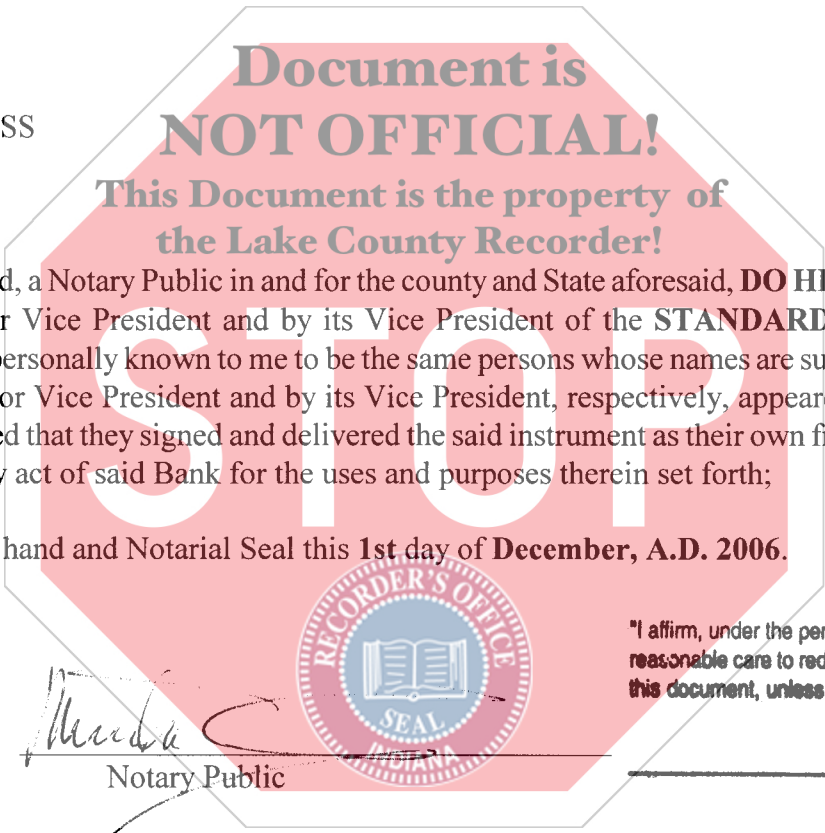 Document is
SS
NOT OFFICIAL!
This Document is the property of
the Lake County Recorder!
d, a Notary Public in and for the county and State aforesaid, DO HE
r Vice President and by its Vice President of the STANDARD
personally known to me to be the same persons whose names are su
or Vice President and by its Vice President, respectively, appeare
ed that they signed and delivered the said instrument as their own f
y act of said Bank for the uses and purposes therein set forth;
STOP
hand and Notarial Seal this 1st day of December, A.D. 2006.
RECORDER'S OFFICE
SEAL
INDIANA
"I affirm, under the per
reasonable care to red
this document, unless
Notary Public